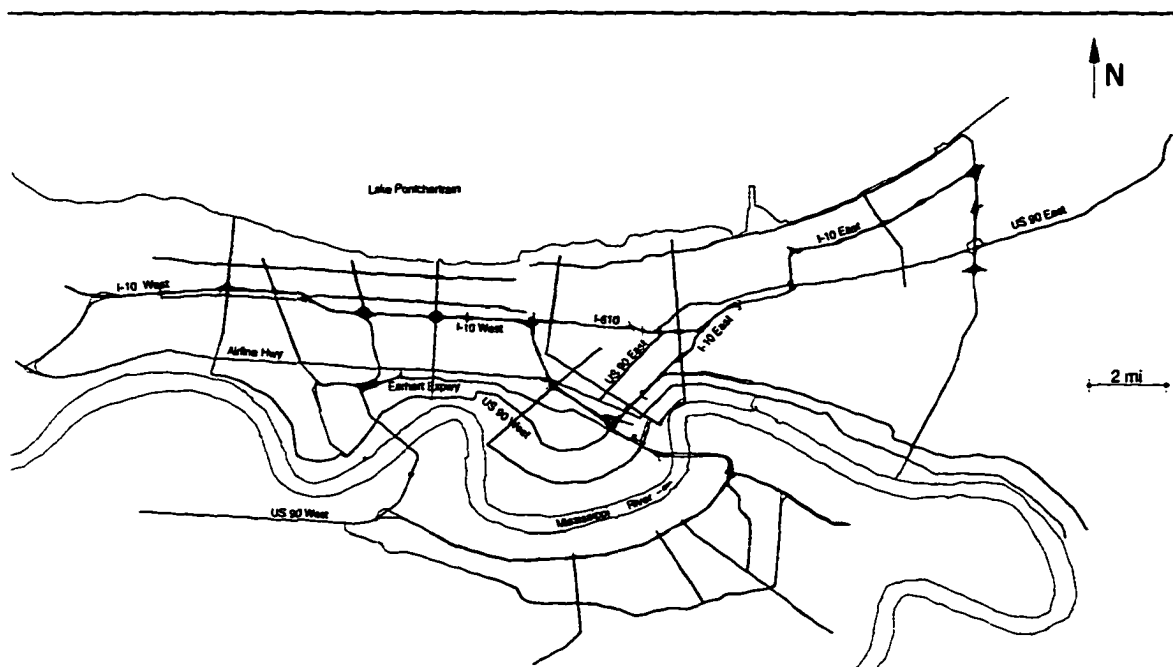 N
Lake Pontchartrain
US 90 East
I-10 East
I-10 West
I-610
I-10 West
I-10 East
Airline Hwy
US 90 East
2 mi
Earhart Expwy
US 90 West
Mississippi River
US 90 West